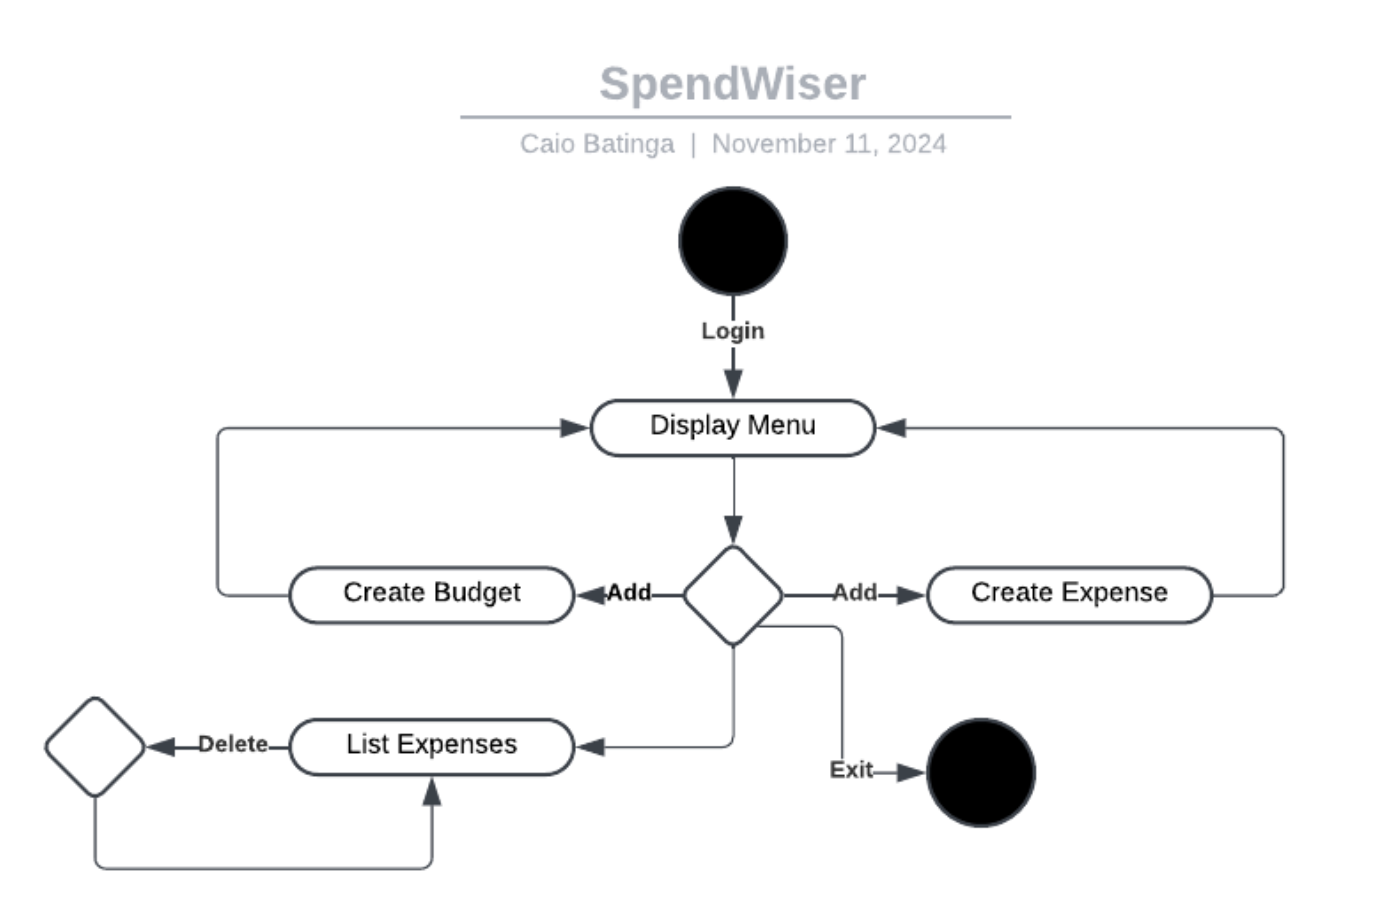 SpendWiser
Caio Batinga | November 11, 2024
Login
Display Menu
Create Budget
Add
Add
Create Expense
Delete
List Expenses
Exit